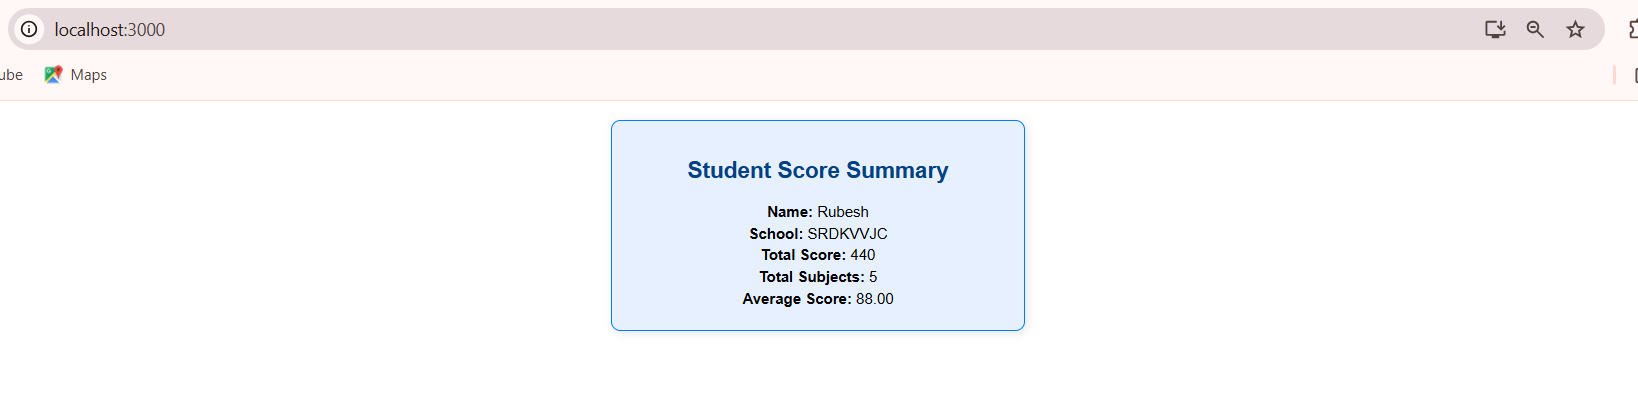 localhost:3000
ube Maps
Student Score Summary
Name: Rubesh
School: SRDKVVJC
Total Score: 440
Total Subjects: 5
Average Score: 88.00